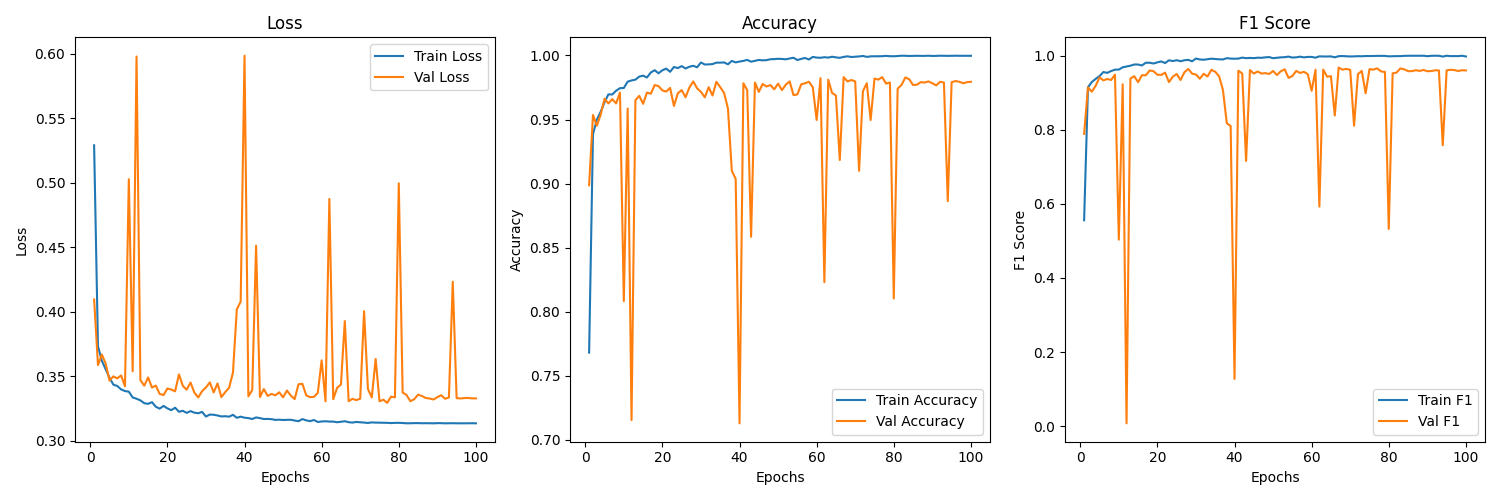 Loss
Train Loss
Val Loss
0.60
0.55
0.50
0.45
0.40
0.35
0.30
Loss
0 20 40 60 80 100
Epochs
Accuracy
1.00
0.95
0.90
0.85
0.80
0.75
0.70
Accuracy
Train Accuracy
Val Accuracy
0 20 40 60 80 100
Epochs
F1 Score
1.0
0.8
0.6
0.4
0.2
0.0
F1 Score
Train F1
Val F1
0 20 40 60 80 100
Epochs